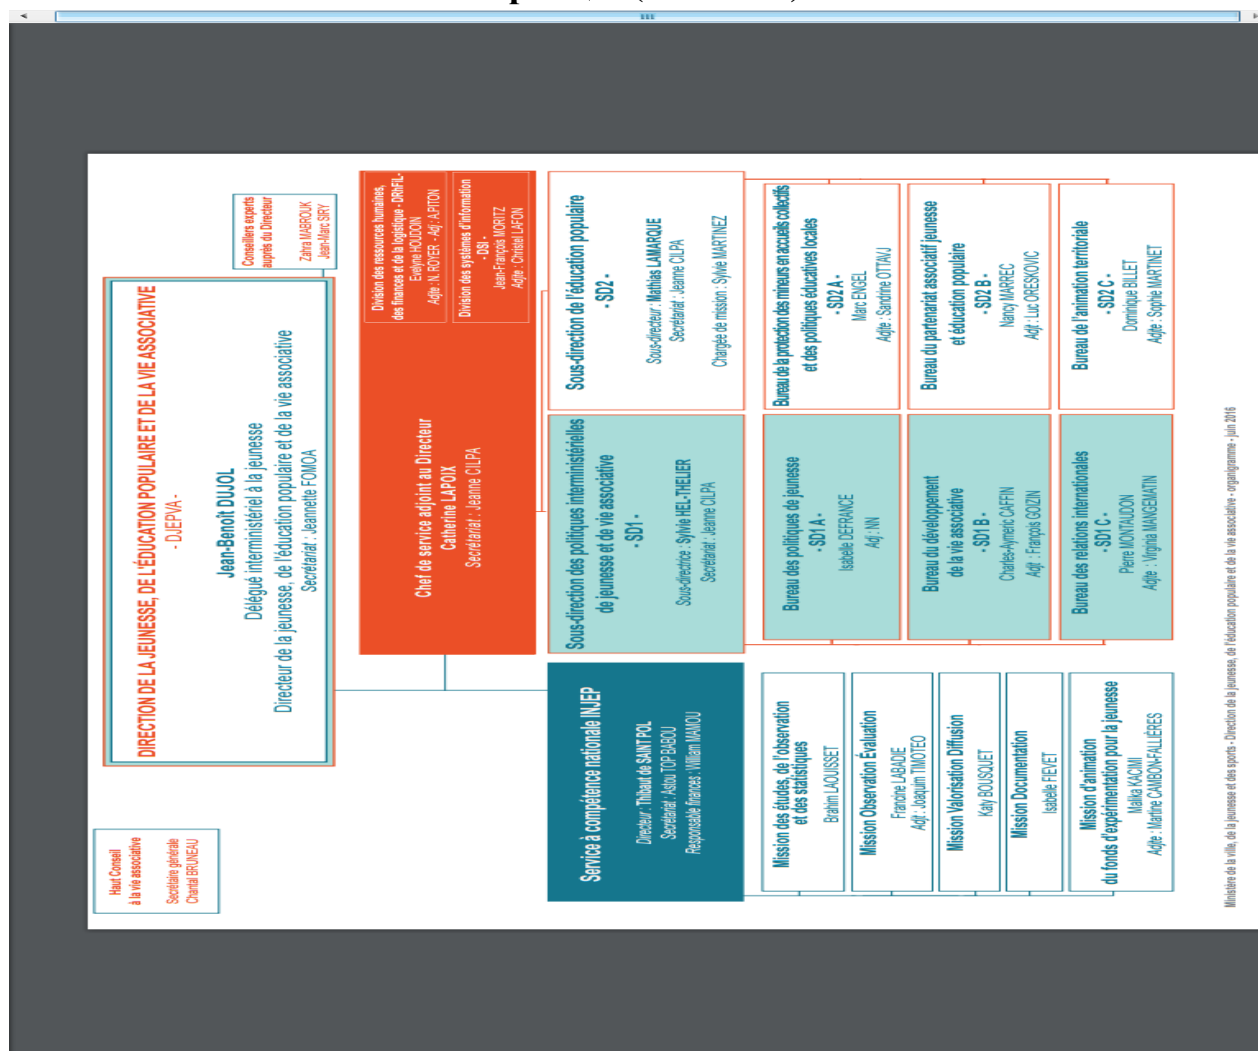 Haut Conseil
à la vie associative
Secrétaire générale
Chantal BRUNEAU
DIRECTION DE LA JEUNESSE, DE L'ÉDUCATION POPULAIRE ET DE LA VIE ASSOCIATIVE
- DJEPVA -
Jean-Benoît DUJOL
Délégué interministériel à la jeunesse
Directeur de la jeunesse, de l'éducation populaire et de la vie associative
Secrétariat : Jeannette FOMOA
Conseillers experts
auprès du Directeur
Zahra MABROUK
Jean-Marc SIRY
Chef de service adjoint au Directeur
Catherine LAPOIX
Secrétariat : Jeanne CILPA
Division des ressources humaines,
des finances et de la logistique - DRhFiL-
Evelyne HOUDOIN
Adjte : N. ROYER - Adj : A.PITON
Division des systèmes d'information
- DSI -
Jean-François MORITZ
Adjte : Christel LAFON
Service à compétence nationale INJEP
Directeur : Thibaut de SAINT POL
Secrétariat : Astou TOP BABOU
Responsable finances : William MAMOU
Mission des études, de l'observation
et des statistiques
Brahim LAOUISSET
Mission Observation Évaluation
Francine LABADIE
Adjt : Joaquim TIMOTEO
Mission Valorisation Diffusion
Katy BOUSQUET
Mission Documentation
Isabelle FIEVET
Mission d'animation
du fonds d'expérimentation pour la jeunesse
Malika KACIMI
Adjte : Martine CAMBON-FALLIÈRES
Sous-direction des politiques interministérielles
de jeunesse et de vie associative
- SD1 -
Sous-directrice : Sylvie HEL-THELIER
Secrétariat : Jeanne CILPA
Bureau des politiques de jeunesse
- SD1 A -
Isabelle DEFRANCE
Adj : NN
Bureau du développement
de la vie associative
- SD1 B -
Charles-Aymeric CAFFIN
Adjt : François GOIZIN
Bureau des relations internationales
- SD1 C -
Pierre MONTAUDON
Adjte : Virginia MANGEMATIN
Sous-direction de l'éducation populaire
- SD2 -
Sous-directeur : Mathias LAMARQUE
Secrétariat : Jeanne CILPA
Chargée de mission : Sylvie MARTINEZ
Bureau de la protection des mineurs en accueils collectifs
et des politiques éducatives locales
- SD2 A -
Marc ENGEL
Adjte : Sandrine OTTAVJ
Bureau du partenariat associatif jeunesse
et éducation populaire
- SD2 B -
Nancy MARREC
Adjt : Luc ORESKOVIC
Bureau de l'animation territoriale
- SD2 C -
Dominique BILLET
Adjte : Sophie MARTINET
Ministère de la ville, de la jeunesse et des sports - Direction de la jeunesse, de l'éducation populaire et de la vie associative - organigramme - juin 2016